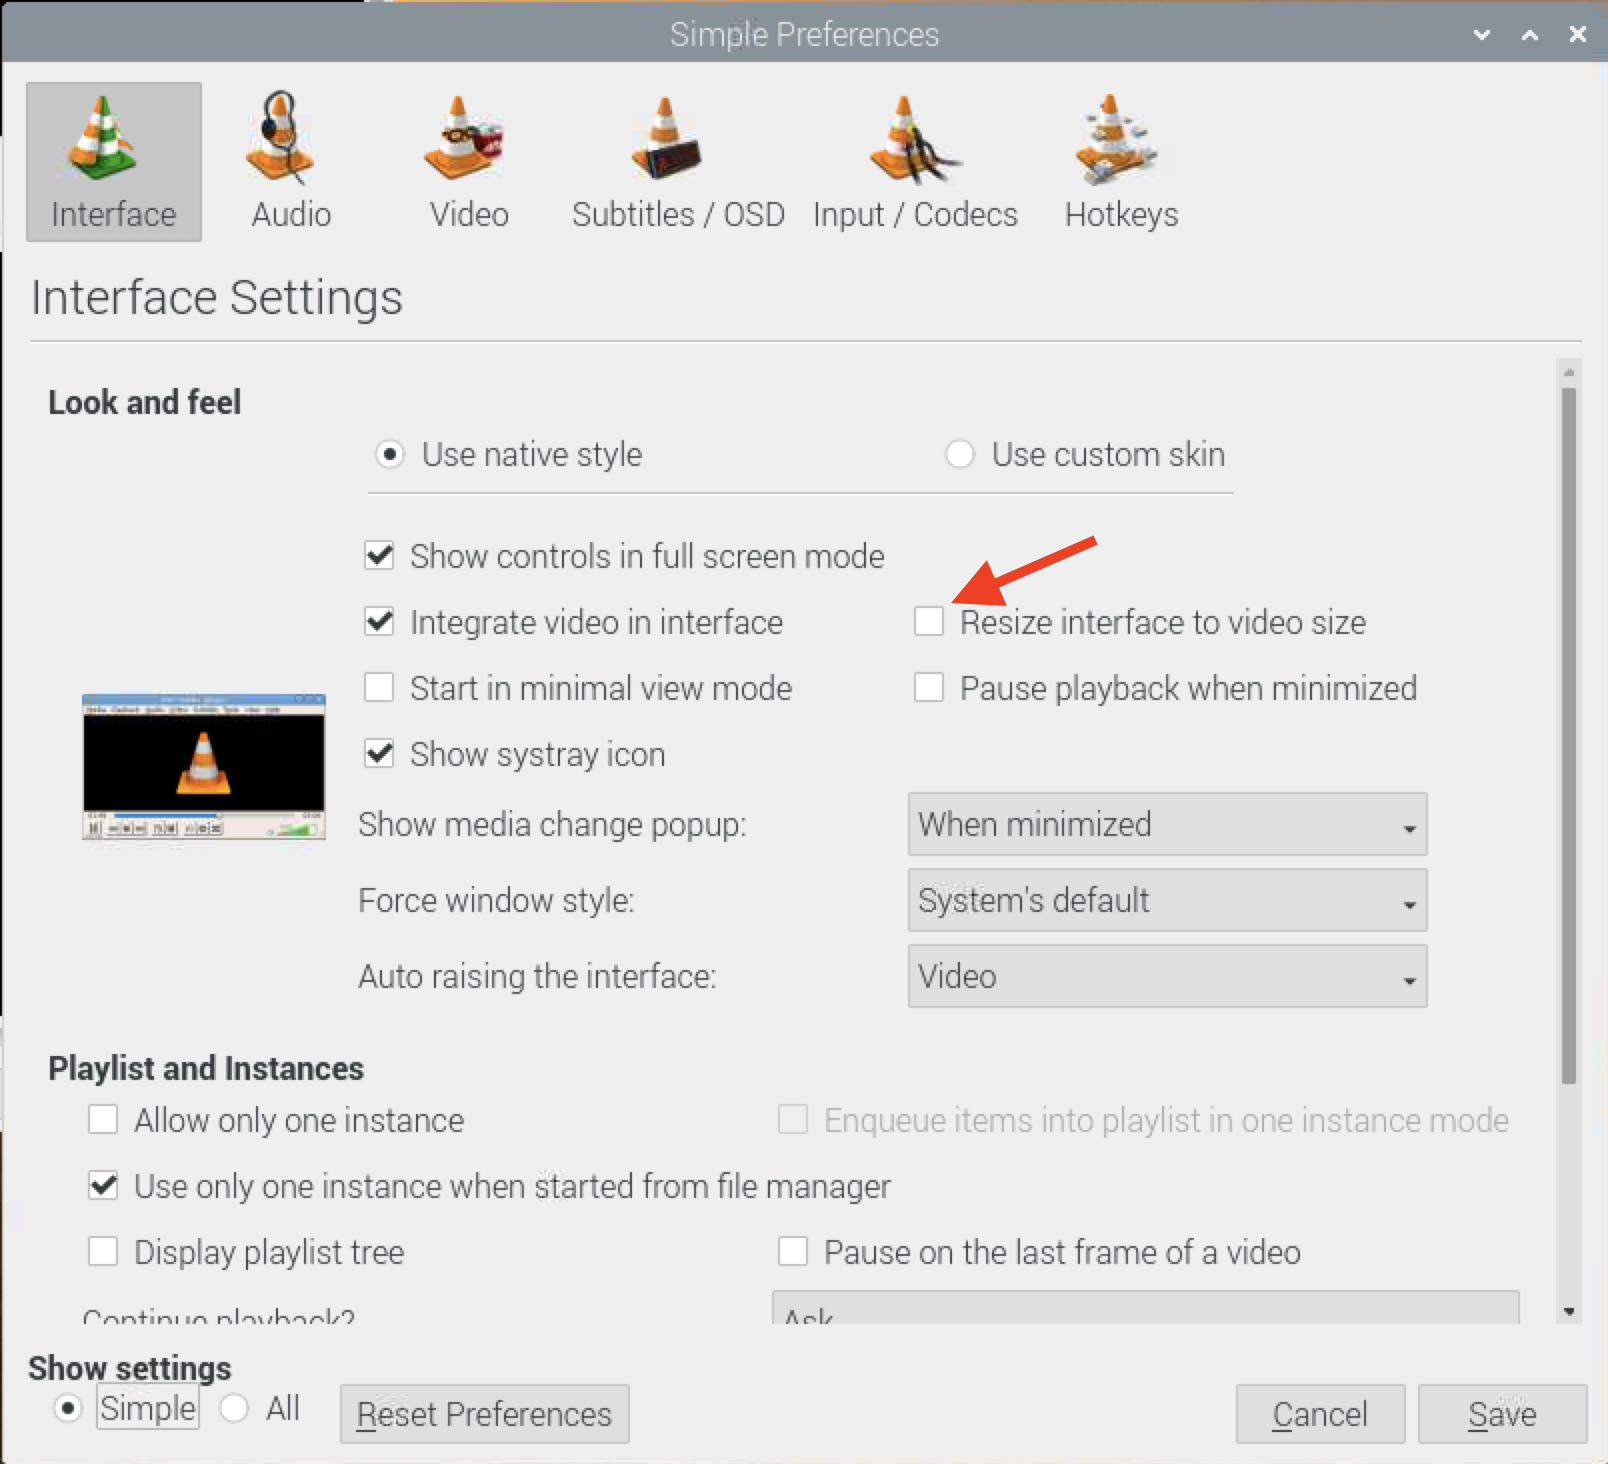 Simple Preferences
Interface
Audio
Video
Subtitles / OSD
Input / Codecs
Hotkeys
Interface Settings
Look and feel
Use native style
Use custom skin
Show controls in full screen mode
Integrate video in interface
Resize interface to video size
Start in minimal view mode
Pause playback when minimized
Show systray icon
Show media change popup:
When minimized
Force window style:
System's default
Auto raising the interface:
Video
Playlist and Instances
Allow only one instance
Enqueue items into playlist in one instance mode
Use only one instance when started from file manager
Display playlist tree
Pause on the last frame of a video
Continue playback?
Ask
Show settings
Simple
All
Reset Preferences
Cancel
Save